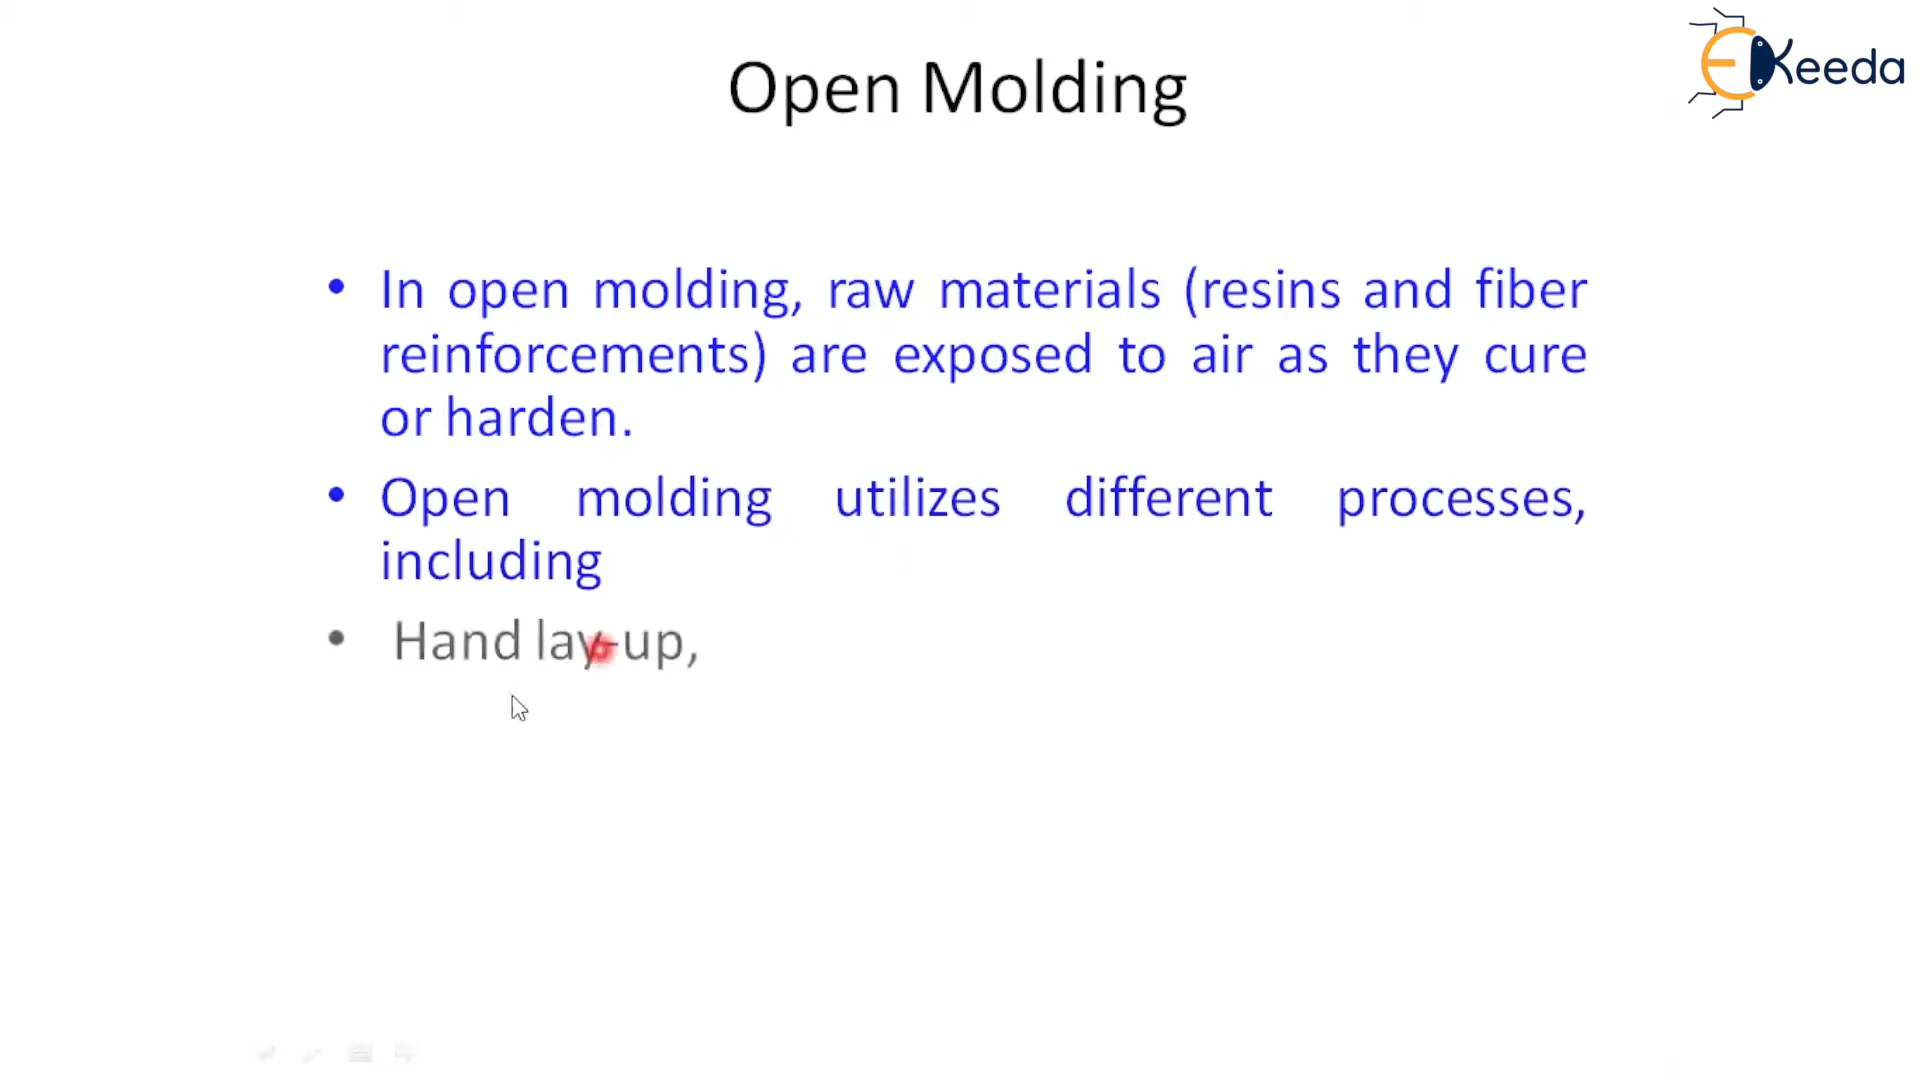 Open Molding
EKeeda
• In open molding, raw materials (resins and fiber
reinforcements) are exposed to air as they cure
or harden.
• Open molding utilizes different processes,
including
• Hand lay-up,